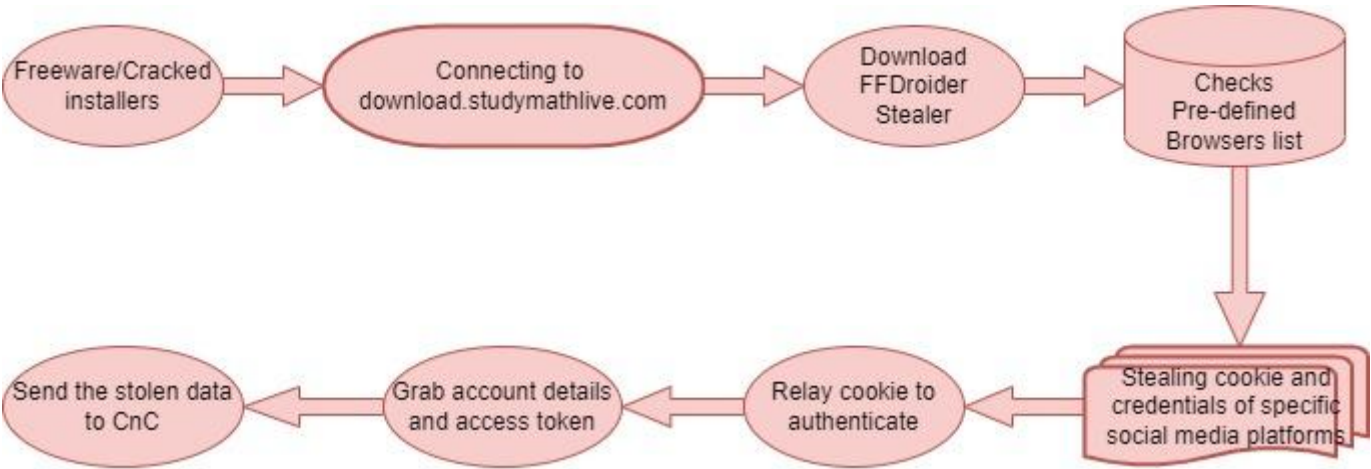 Freeware/Cracked
installers
Connecting to
download.studymathlive.com
Download
FFDroider
Stealer
Checks
Pre-defined
Browsers list
Stealing cookie and
credentials of specific
social media platforms
Relay cookie to
authenticate
Grab account details
and access token
Send the stolen data
to CnC